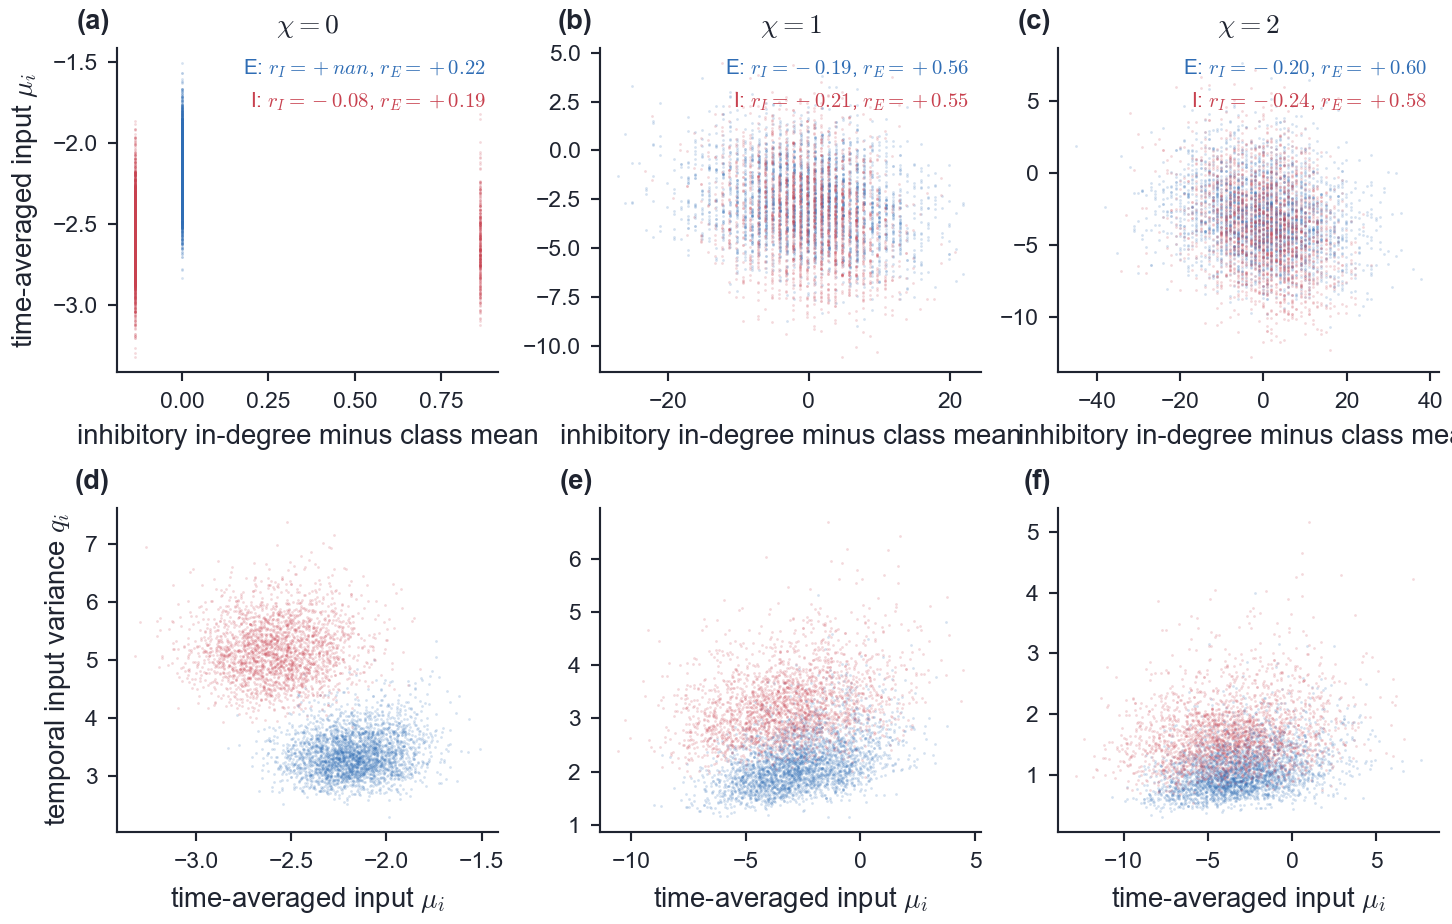 (a)
χ = 0
(b)
χ = 1
(c)
χ = 2
E: r_I = + nan, r_E = +0.22
I: r_I = −0.08, r_E = +0.19
E: r_I = −0.19, r_E = +0.56
I: r_I = −0.21, r_E = +0.55
E: r_I = −0.20, r_E = +0.60
I: r_I = −0.24, r_E = +0.58
time-averaged input μ_i
−1.5
−2.0
−2.5
−3.0
0.00 0.25 0.50 0.75
inhibitory in-degree minus class mean
5.0
2.5
0.0
−2.5
−5.0
−7.5
−10.0
−20 0 20
inhibitory in-degree minus class mean
5
0
−5
−10
−40 −20 0 20 40
inhibitory in-degree minus class mea
(d)
(e)
(f)
temporal input variance q_i
7
6
5
4
3
−3.0 −2.5 −2.0 −1.5
time-averaged input μ_i
6
5
4
3
2
1
−10 −5 0 5
time-averaged input μ_i
5
4
3
2
1
−10 −5 0 5
time-averaged input μ_i